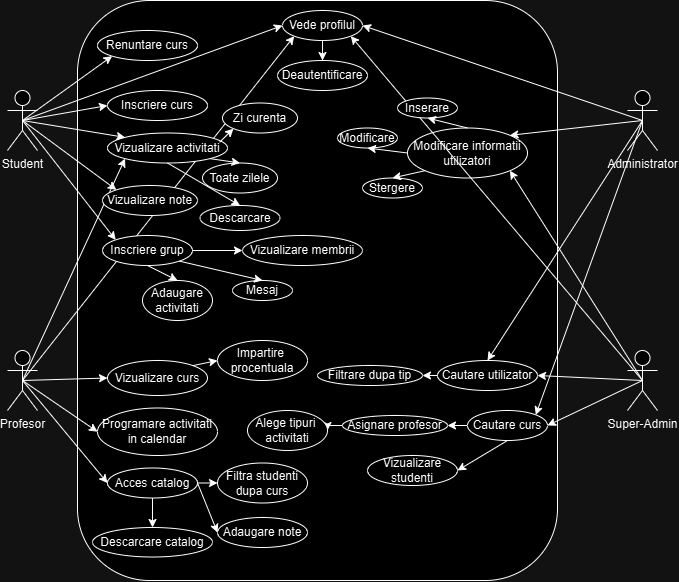 Vede profilul
Renuntare curs
Deautentificare
Inscriere curs
Inserare
Zi curenta
Modificare
Vizualizare activitati
Modificare informatii
utilizatori
Student
Administrator
Toate zilele
Stergere
Vizualizare note
Descarcare
Inscriere grup
Vizualizare membrii
Adaugare
activitati
Mesaj
Impartire
procentuala
Vizualizare curs
Filtrare dupa tip
Cautare utilizator
Profesor
Super-Admin
Programare activitati
in calendar
Alege tipuri
activitati
Asignare profesor
Cautare curs
Vizualizare
studenti
Acces catalog
Filtra studenti
dupa curs
Descarcare catalog
Adaugare note